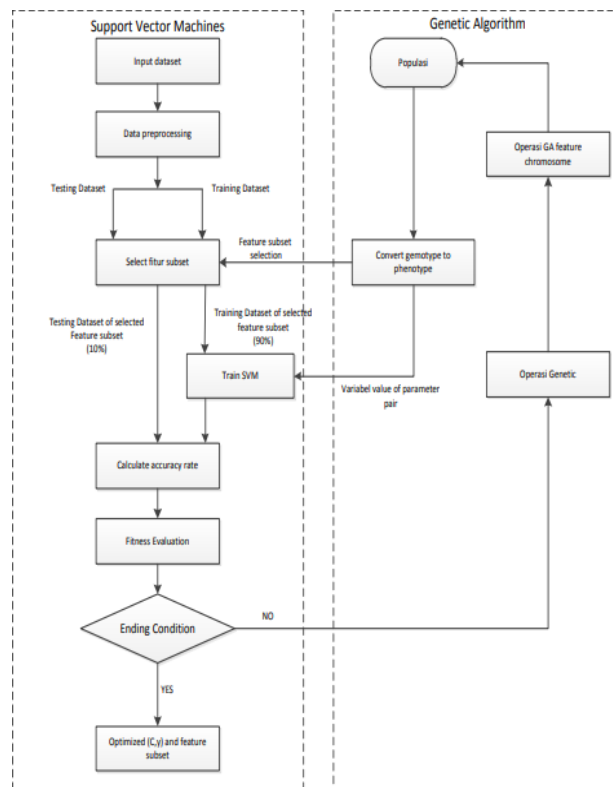 Support Vector Machines
Genetic Algorithm
Input dataset
Populasi
Data preprocessing
Operasi GA feature
chromosome
Testing Dataset
Training Dataset
Feature subset
selection
Select fitur subset
Convert gemotype to
phenotype
Testing Dataset of selected
Feature subset
(10%)
Training Dataset of selected
feature subset
(90%)
Train SVM
Variabel value of parameter
pair
Operasi Genetic
Calculate accuracy rate
Fitness Evaluation
Ending Condition
NO
YES
Optimized (C,γ) and feature
subset